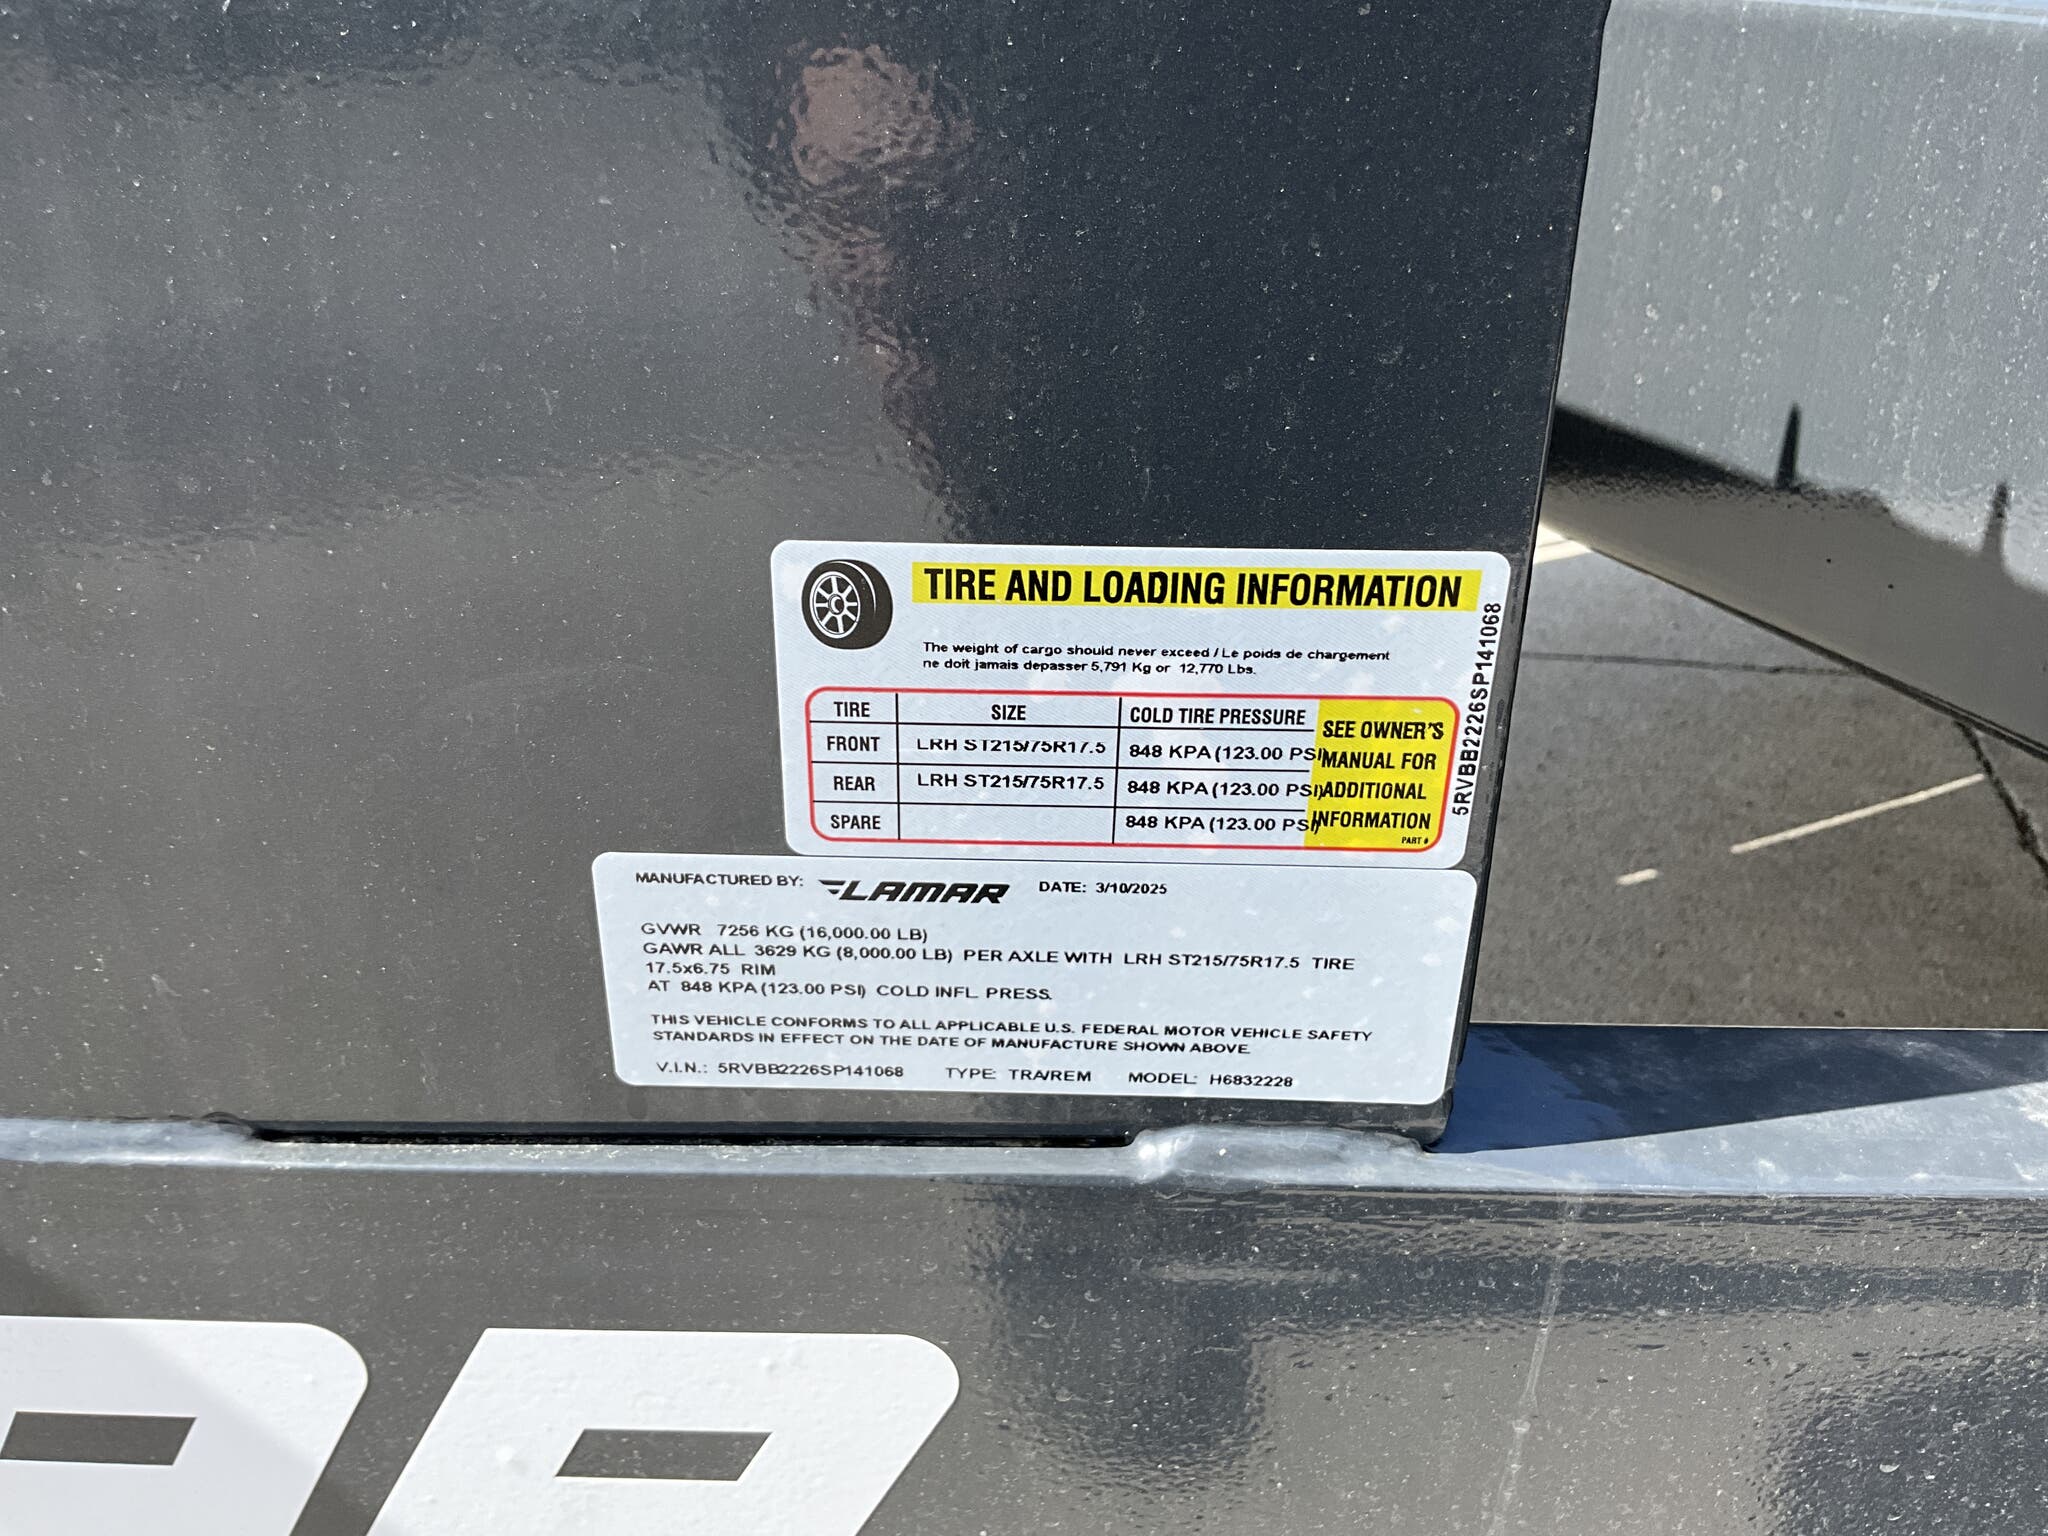 TIRE AND LOADING INFORMATION
The weight of cargo should never exceed / Le poids de chargement
ne doit jamais depasser 5,791 Kg or 12,770 Lbs.
TIRE SIZE COLD TIRE PRESSURE
FRONT LRH ST215/75R17.5 848 KPA (123.00 PSI)
REAR LRH ST215/75R17.5 848 KPA (123.00 PSI)
SPARE 848 KPA (123.00 PSI)
SEE OWNER'S
MANUAL FOR
ADDITIONAL
INFORMATION
PART #
5RVBB2226SP141068
MANUFACTURED BY: LAMAR DATE: 3/10/2025
GVWR 7256 KG (16,000.00 LB)
GAWR ALL 3629 KG (8,000.00 LB) PER AXLE WITH LRH ST215/75R17.5 TIRE
17.5x6.75 RIM
AT 848 KPA (123.00 PSI) COLD INFL. PRESS.
THIS VEHICLE CONFORMS TO ALL APPLICABLE U.S. FEDERAL MOTOR VEHICLE SAFETY
STANDARDS IN EFFECT ON THE DATE OF MANUFACTURE SHOWN ABOVE.
V.I.N.: 5RVBB2226SP141068 TYPE: TRA/REM MODEL: H6832228